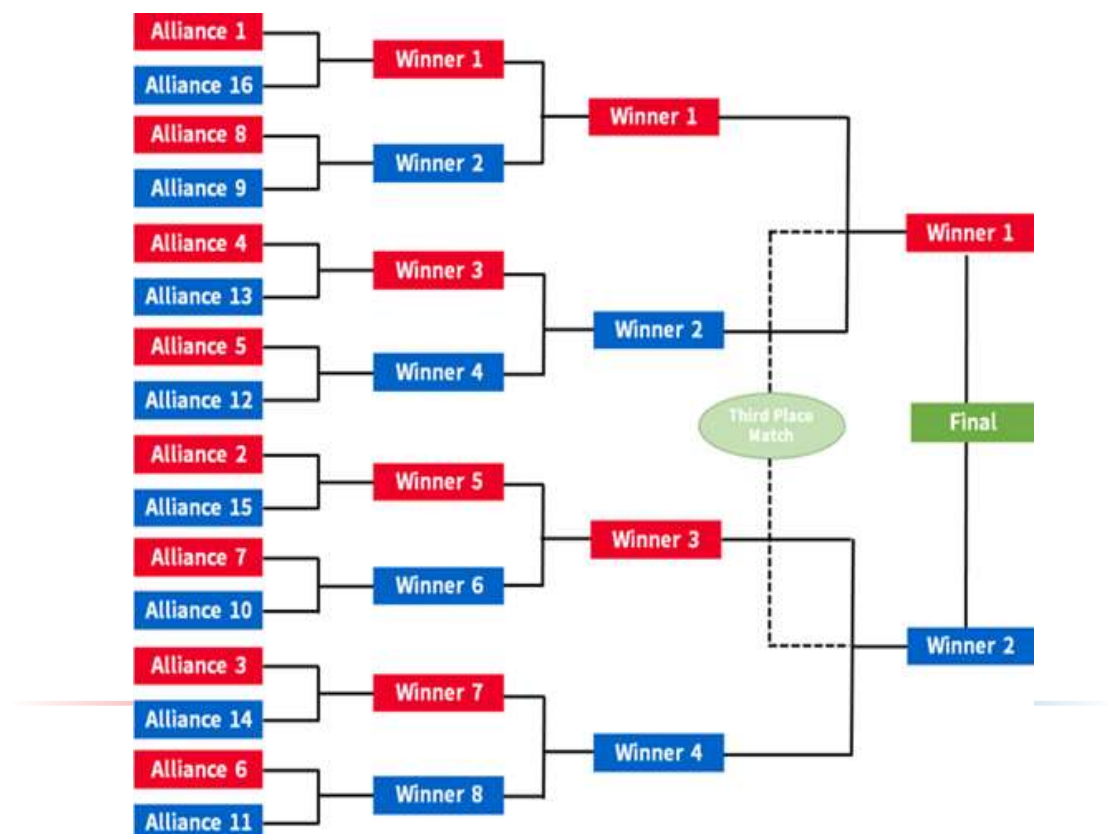 Alliance 1
Alliance 16
Alliance 8
Alliance 9
Alliance 4
Alliance 13
Alliance 5
Alliance 12
Alliance 2
Alliance 15
Alliance 7
Alliance 10
Alliance 3
Alliance 14
Alliance 6
Alliance 11
Winner 1
Winner 2
Winner 3
Winner 4
Winner 5
Winner 6
Winner 7
Winner 8
Winner 1
Winner 2
Winner 3
Winner 4
Third Place
Match
Winner 1
Final
Winner 2